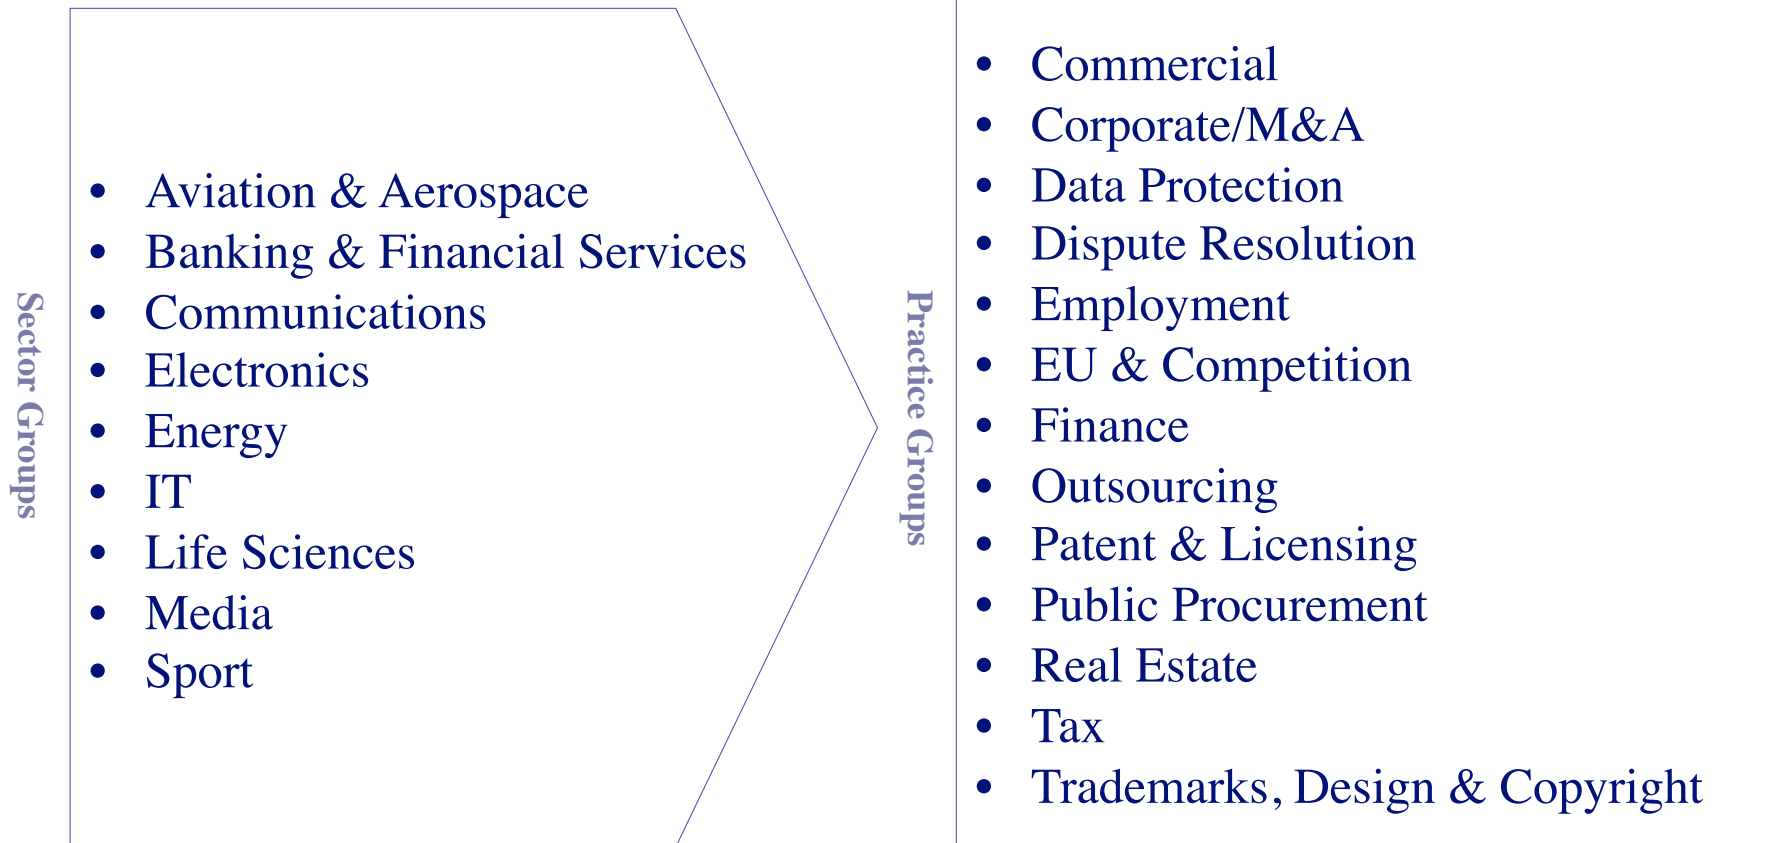 Sector Groups
• Aviation & Aerospace
• Banking & Financial Services
• Communications
• Electronics
• Energy
• IT
• Life Sciences
• Media
• Sport
Practice Groups
• Commercial
• Corporate/M&A
• Data Protection
• Dispute Resolution
• Employment
• EU & Competition
• Finance
• Outsourcing
• Patent & Licensing
• Public Procurement
• Real Estate
• Tax
• Trademarks, Design & Copyright